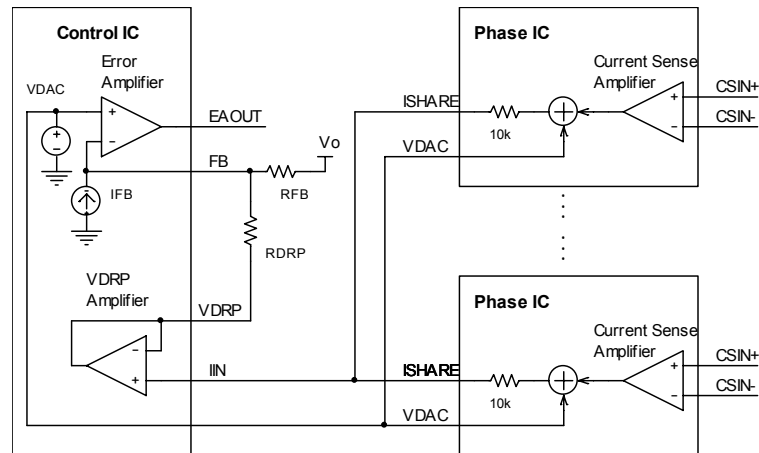 Control IC
Error
Amplifier
VDAC
+
-
+
-
EAOUT
FB
Vo
IFB
RFB
RDRP
VDRP
Amplifier
VDRP
-
+
IIN
Phase IC
Current Sense
Amplifier
ISHARE
10k
VDAC
+
-
CSIN+
CSIN-
Phase IC
Current Sense
Amplifier
ISHARE
10k
VDAC
+
-
CSIN+
CSIN-